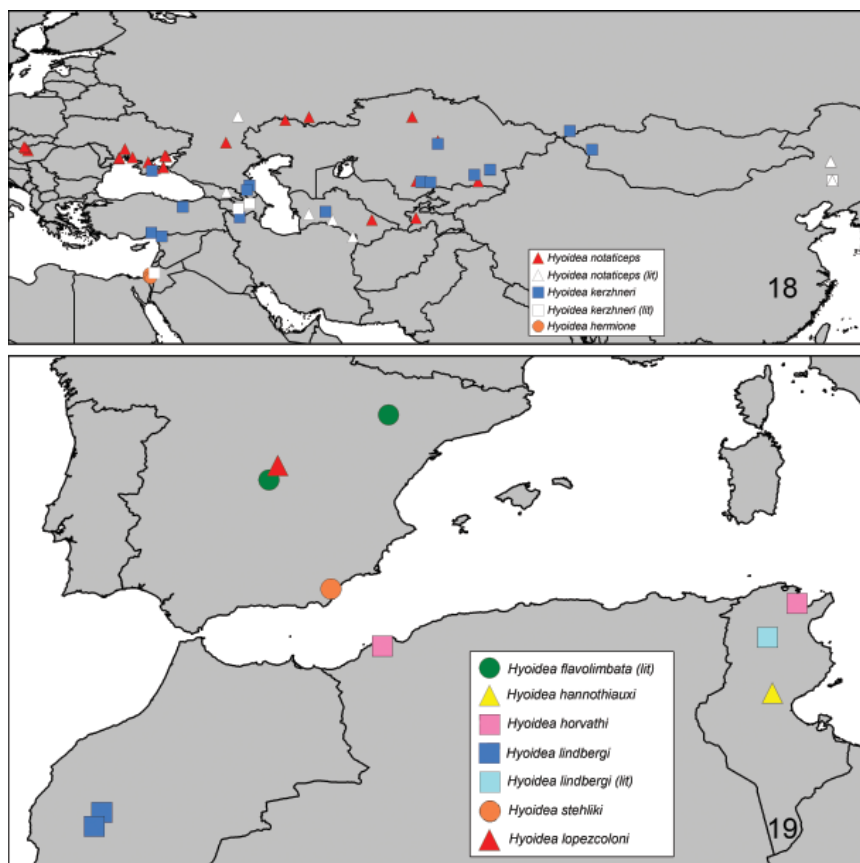 Hyoidea notaticeps
Hyoidea notaticeps (lit)
Hyoidea kerzhneri
Hyoidea kerzhneri (lit)
Hyoidea hermione
18
Hyoidea flavolimbata (lit)
Hyoidea hannothiauxi
Hyoidea horvathi
Hyoidea lindbergi
Hyoidea lindbergi (lit)
Hyoidea stehliki
Hyoidea lopezcoloni
19